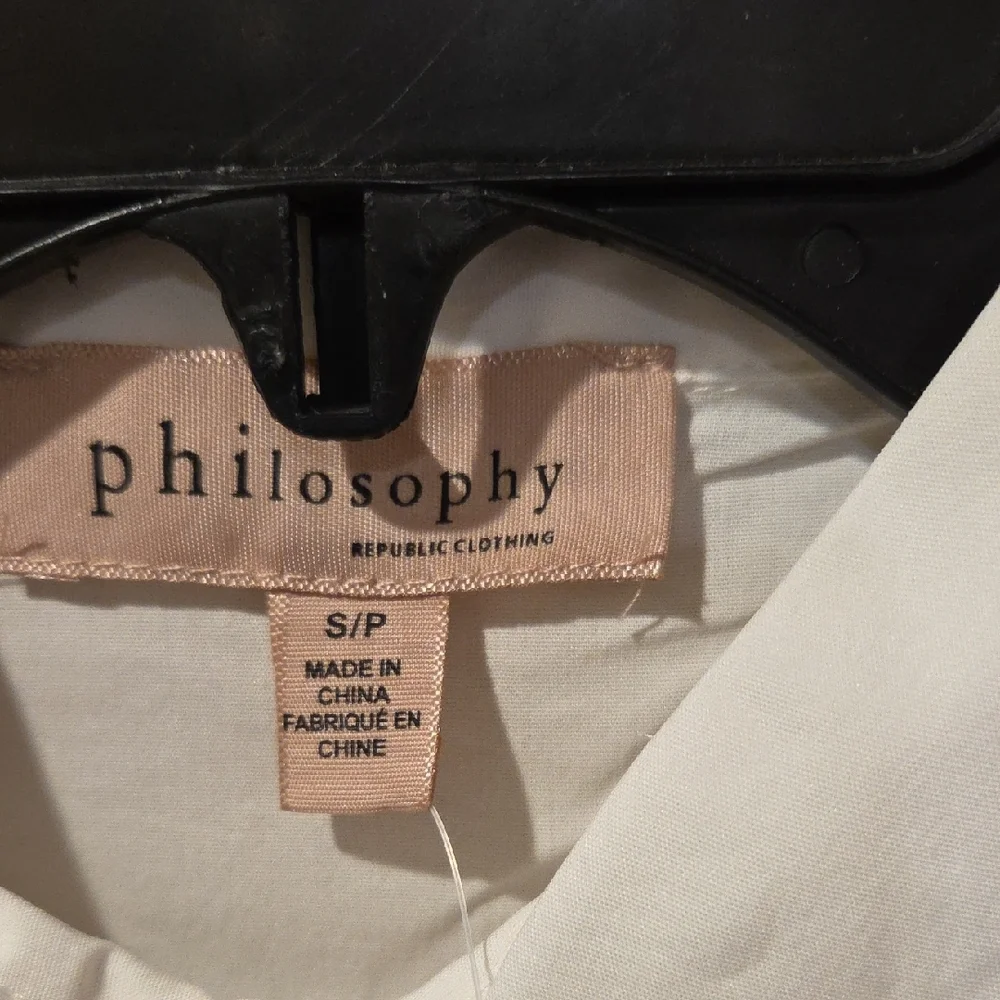 philosophy
REPUBLIC CLOTHING
S/P
MADE IN
CHINA
FABRIQUÉ EN
CHINE